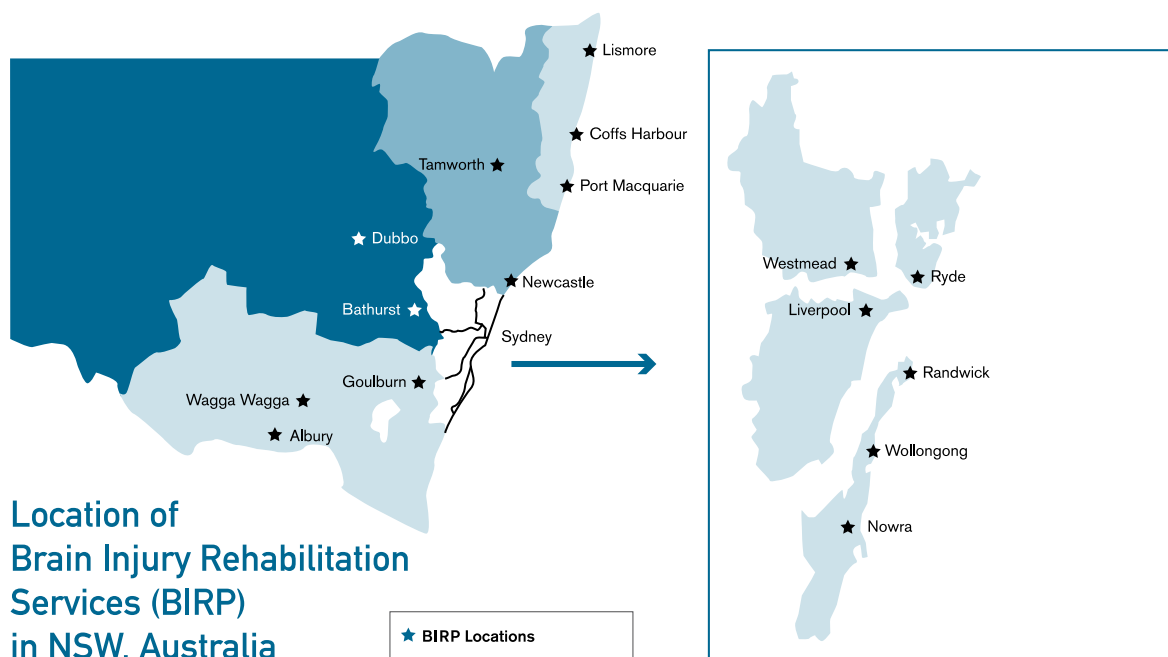 Lismore
Coffs Harbour
Tamworth
Port Macquarie
Dubbo
Newcastle
Bathurst
Sydney
Goulburn
Wagga Wagga
Albury
Westmead
Ryde
Liverpool
Randwick
Wollongong
Nowra
Location of
Brain Injury Rehabilitation
Services (BIRP)
in NSW, Australia
BIRP Locations